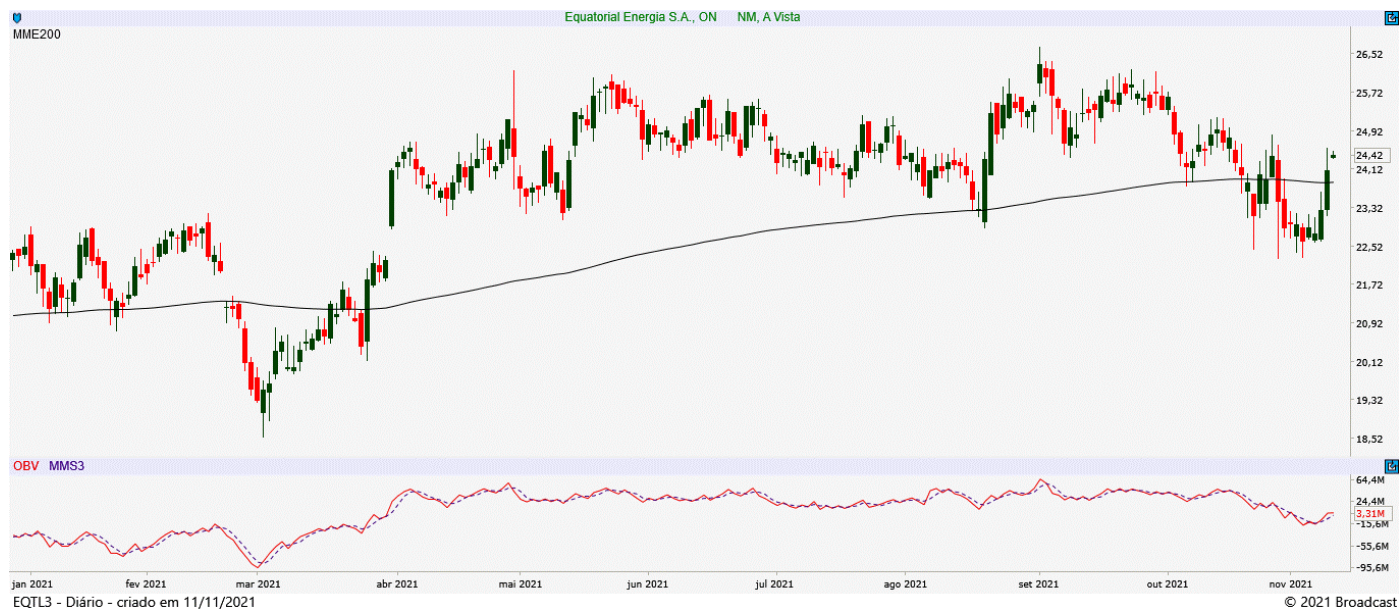 Equatorial Energia S.A., ON NM, A Vista
MME200
26,52
25,72
24,92
24,42
24,12
23,32
22,52
21,72
20,92
20,12
19,32
18,52
OBV MMS3
64,4M
24,4M
3,31M
-15,6M
-55,6M
-95,6M
jan 2021 fev 2021 mar 2021 abr 2021 mai 2021 jun 2021 jul 2021 ago 2021 set 2021 out 2021 nov 2021
EQTL3 - Diário - criado em 11/11/2021 © 2021 Broadcast